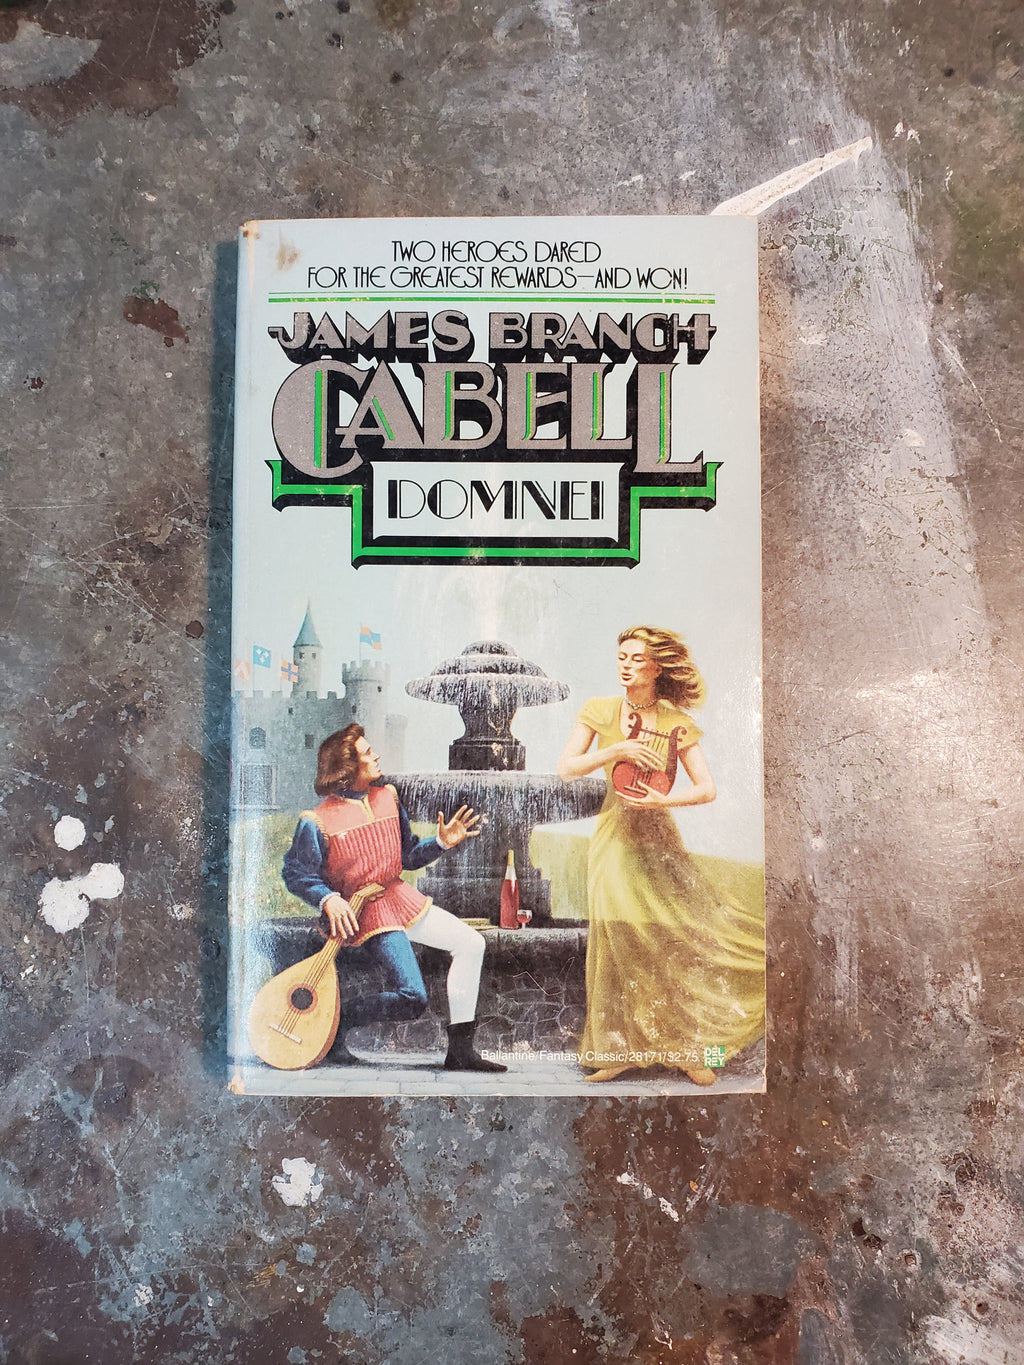 TWO HEROES DARED
FOR THE GREATEST REWARDS—AND WON!
JAMES BRANCH
CABELL
DOMNEI
Ballantine/Fantasy Classic/28171/$2.75
DEL
REY